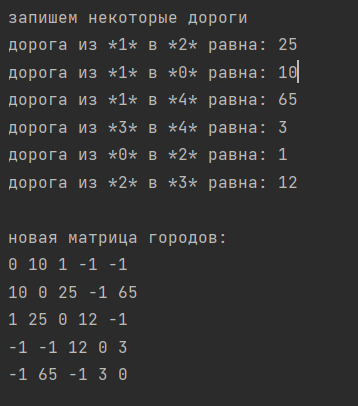 запишем некоторые дороги
дорога из *1* в *2* равна: 25
дорога из *1* в *0* равна: 10
дорога из *1* в *4* равна: 65
дорога из *3* в *4* равна: 3
дорога из *0* в *2* равна: 1
дорога из *2* в *3* равна: 12
новая матрица городов:
0 10 1 -1 -1
10 0 25 -1 65
1 25 0 12 -1
-1 -1 12 0 3
-1 65 -1 3 0